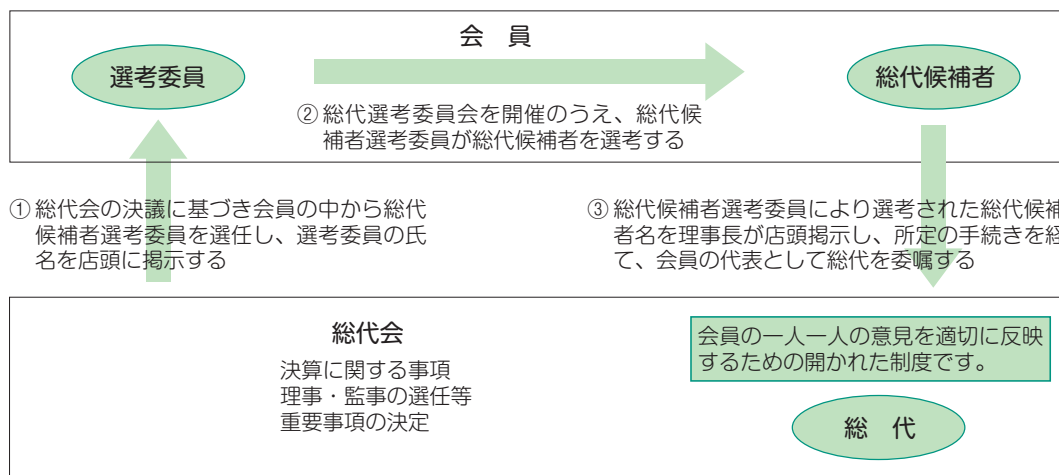 会 員
選考委員
総代候補者
② 総代選考委員会を開催のうえ、総代候
補者選考委員が総代候補者を選考する
① 総代会の決議に基づき会員の中から総代
候補者選考委員を選任し、選考委員の氏
名を店頭に掲示する
③ 総代候補者選考委員により選考された総代候補
者名を理事長が店頭掲示し、所定の手続きを経
て、会員の代表として総代を委嘱する
総代会
決算に関する事項
理事・監事の選任等
重要事項の決定
会員の一人一人の意見を適切に反映
するための開かれた制度です。
総 代